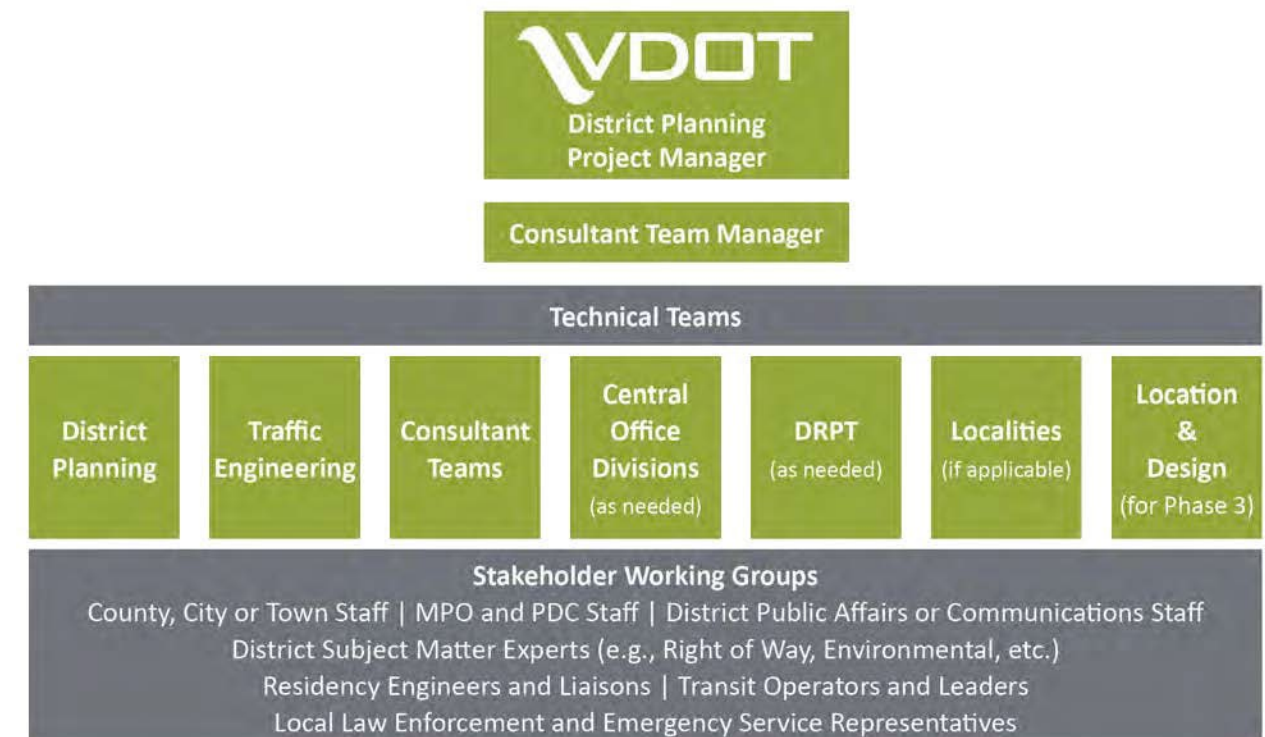 VDOT
District Planning
Project Manager
Consultant Team Manager
Technical Teams
District
Planning
Traffic
Engineering
Consultant
Teams
Central
Office
Divisions
(as needed)
DRPT
(as needed)
Localities
(if applicable)
Location
&
Design
(for Phase 3)
Stakeholder Working Groups
County, City or Town Staff | MPO and PDC Staff | District Public Affairs or Communications Staff
District Subject Matter Experts (e.g., Right of Way, Environmental, etc.)
Residency Engineers and Liaisons | Transit Operators and Leaders
Local Law Enforcement and Emergency Service Representatives